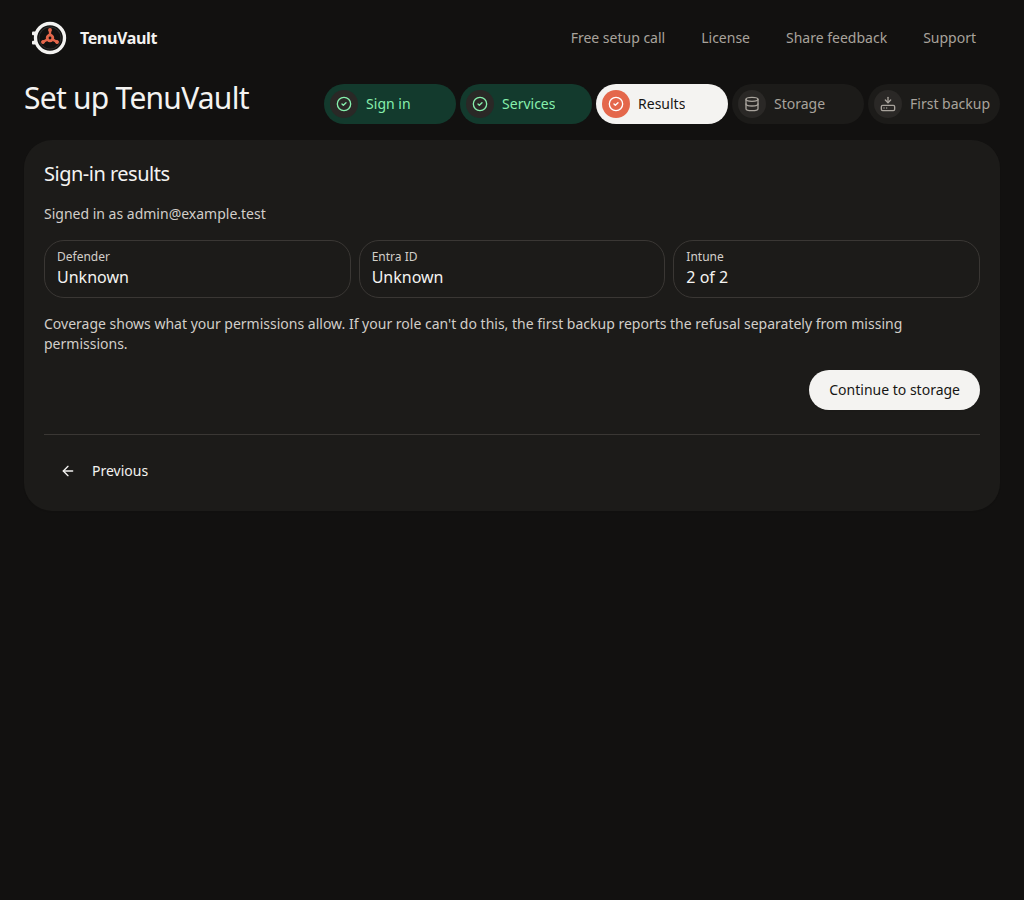 TenuVault
Free setup call
License
Share feedback
Support
Set up TenuVault
Sign in
Services
Results
Storage
First backup
Sign-in results
Signed in as admin@example.test
Defender
Unknown
Entra ID
Unknown
Intune
2 of 2
Coverage shows what your permissions allow. If your role can't do this, the first backup reports the refusal separately from missing
permissions.
Continue to storage
Previous